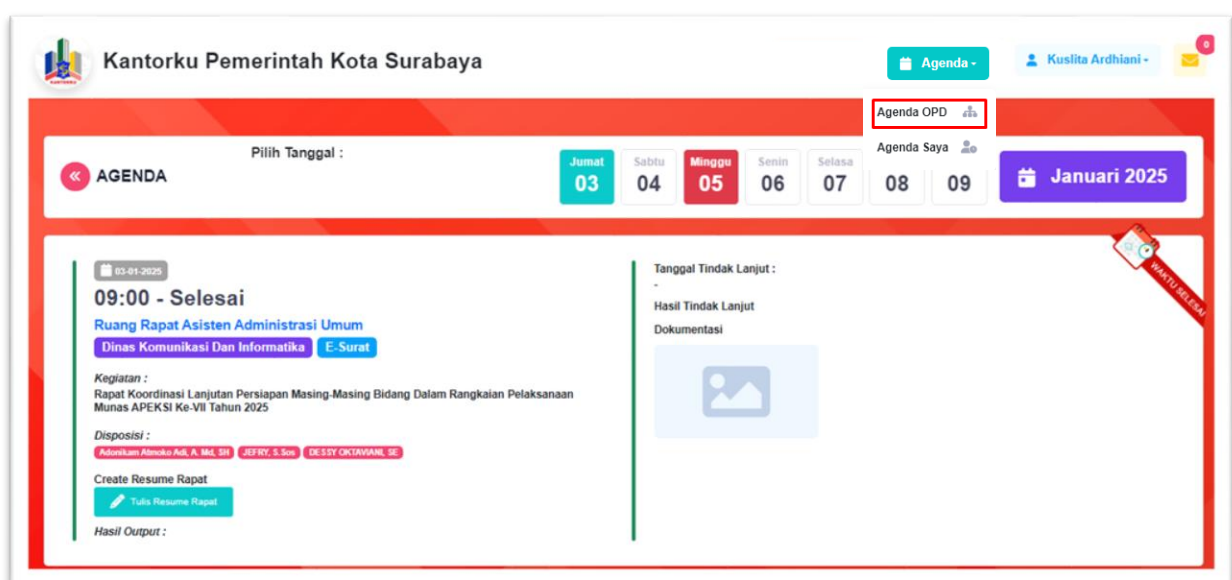 Kantorku Pemerintah Kota Surabaya
Agenda
Kuslita Ardhiani
0
KANTORKU
Agenda OPD
Agenda Saya
Pilih Tanggal :
AGENDA
Jumat
03
Sabtu
04
Minggu
05
Senin
06
Selasa
07
08
09
Januari 2025
WAKTU SELESAI
03-01-2025
09:00 - Selesai
Ruang Rapat Asisten Administrasi Umum
Dinas Komunikasi Dan Informatika
E-Surat
Kegiatan :
Rapat Koordinasi Lanjutan Persiapan Masing-Masing Bidang Dalam Rangkaian Pelaksanaan
Munas APEKSI Ke-VII Tahun 2025
Disposisi :
Adonikam Atmoko Adi, A. Md, SH
JEFRY, S.Sos
DESSY OKTAVIANI, SE
Create Resume Rapat
Tulis Resume Rapat
Hasil Output :
Tanggal Tindak Lanjut :
-
Hasil Tindak Lanjut
Dokumentasi